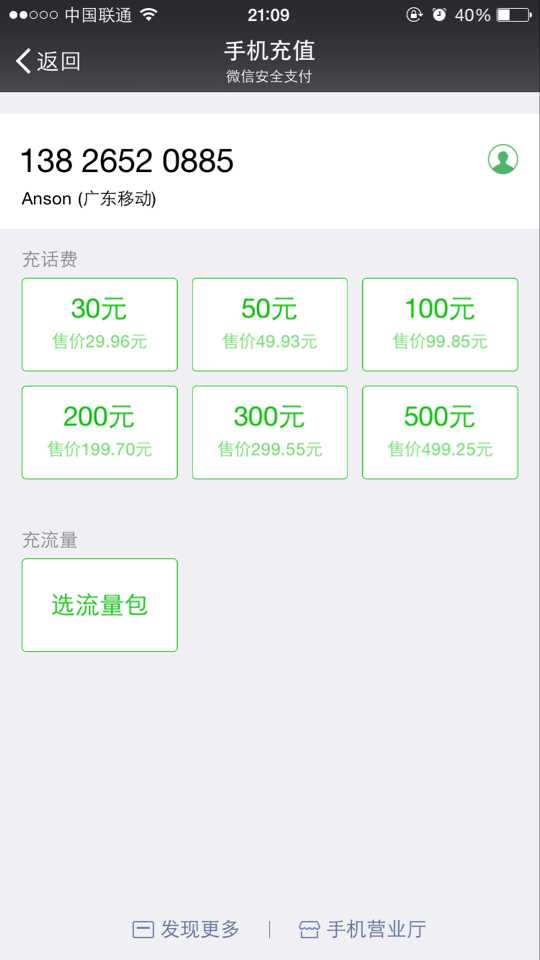 中国联通 21:09 40%
返回 手机充值
微信安全支付
138 2652 0885
Anson (广东移动)
充话费
30元 50元 100元
售价29.96元 售价49.93元 售价99.85元
200元 300元 500元
售价199.70元 售价299.55元 售价499.25元
充流量
选流量包
发现更多 | 手机营业厅